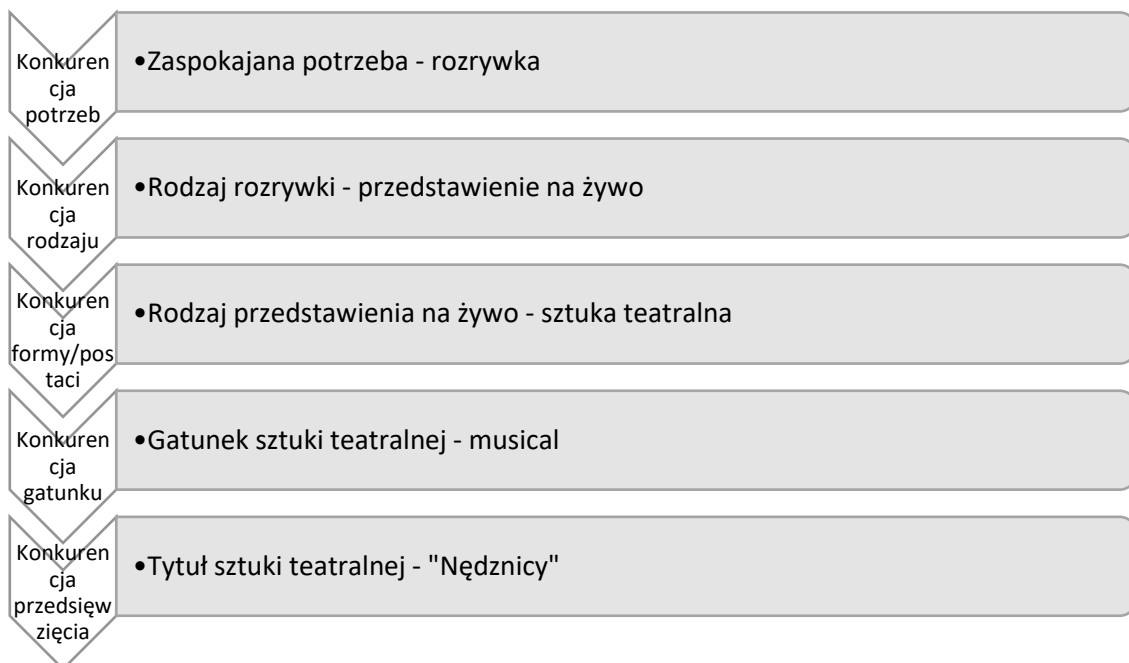 Konkuren
cja
potrzeb
•Zaspokajana potrzeba - rozrywka
Konkuren
cja
rodzaju
•Rodzaj rozrywki - przedstawienie na żywo
Konkuren
cja
formy/pos
taci
•Rodzaj przedstawienia na żywo - sztuka teatralna
Konkuren
cja
gatunku
•Gatunek sztuki teatralnej - musical
Konkuren
cja
przedsięw
zięcia
•Tytuł sztuki teatralnej - "Nędznicy"